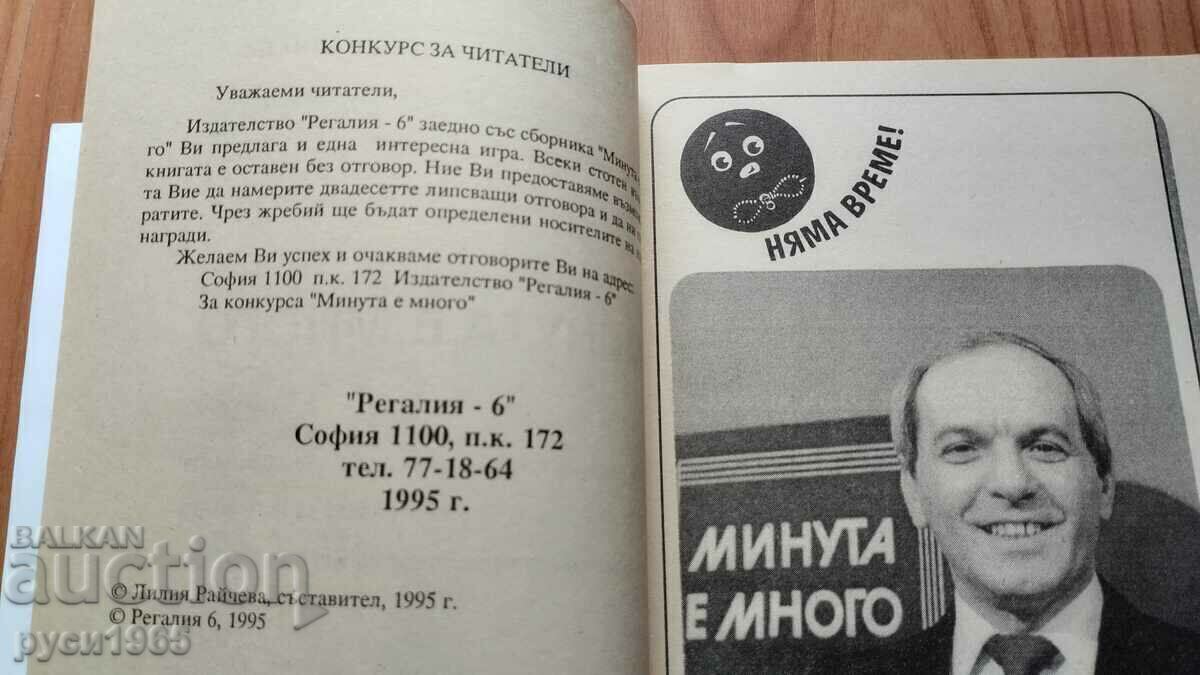 КОНКУРС ЗА ЧИТАТЕЛИ
Уважаеми читатели,
Издателство "Регалия - 6" заедно със сборника "Минута
го" Ви предлага и една интересна игра. Всеки стотен
книгата е оставен без отговор. Ние Ви предоставяме
та Вие да намерите двадесетте липсващи отговора и да ни
ратите. Чрез жребий ще бъдат определени носителите на
награди.
Желаем Ви успех и очакваме отговорите Ви на адрес:
София 1100 п.к. 172 Издателство "Регалия - 6"
За конкурса "Минута е много"
"Регалия - 6"
София 1100, п.к. 172
тел. 77-18-64
1995 г.
© Лилия Райчева, съставител, 1995 г.
© Регалия 6, 1995
НЯМА ВРЕМЕ!
МИНУТА
Е МНОГО
BALKAN
auction
руси1965